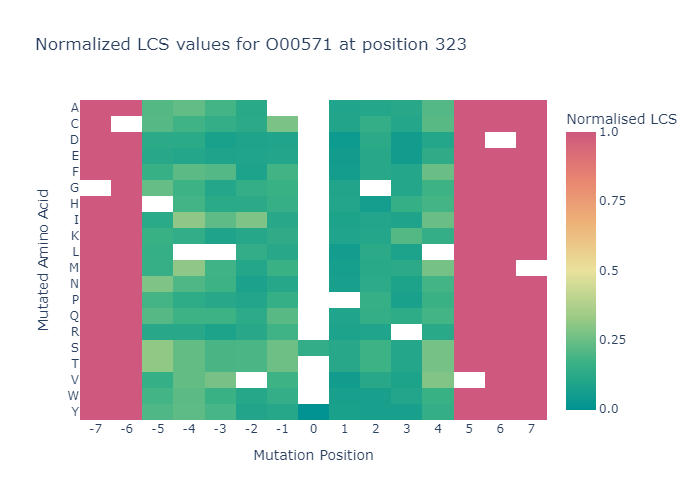 Normalized LCS values for O00571 at position 323
Normalised LCS
Mutated Amino Acid
A
C
D
E
F
G
H
I
K
L
M
N
P
Q
R
S
T
V
W
Y
1.0
0.75
0.5
0.25
0.0
-7 -6 -5 -4 -3 -2 -1 0 1 2 3 4 5 6 7
Mutation Position